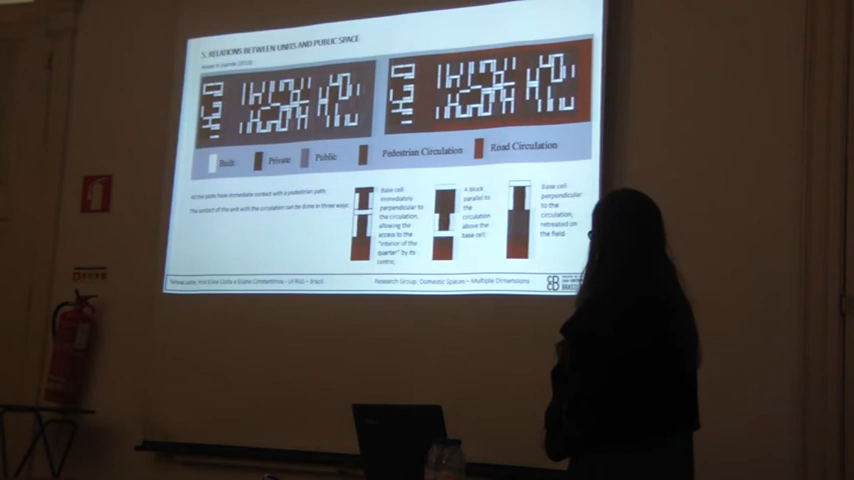 5. RELATIONS BETWEEN UNITS AND PUBLIC SPACE
Built
Private
Public
Pedestrian Circulation
Road Circulation
All the plots have immediate contact with a pedestrian path.
The contact of the unit with the circulation can be done in three ways:
Base cell
immediately
perpendicular to
the circulation,
allowing the
access to the
"interior of the
quarter" by its
centre;
A block
parallel to
the
circulation
above the
base cell;
Base cell
perpendicular
to the
circulation,
retreated on
the field.
Research Group: Domestic Spaces – Multiple Dimensions